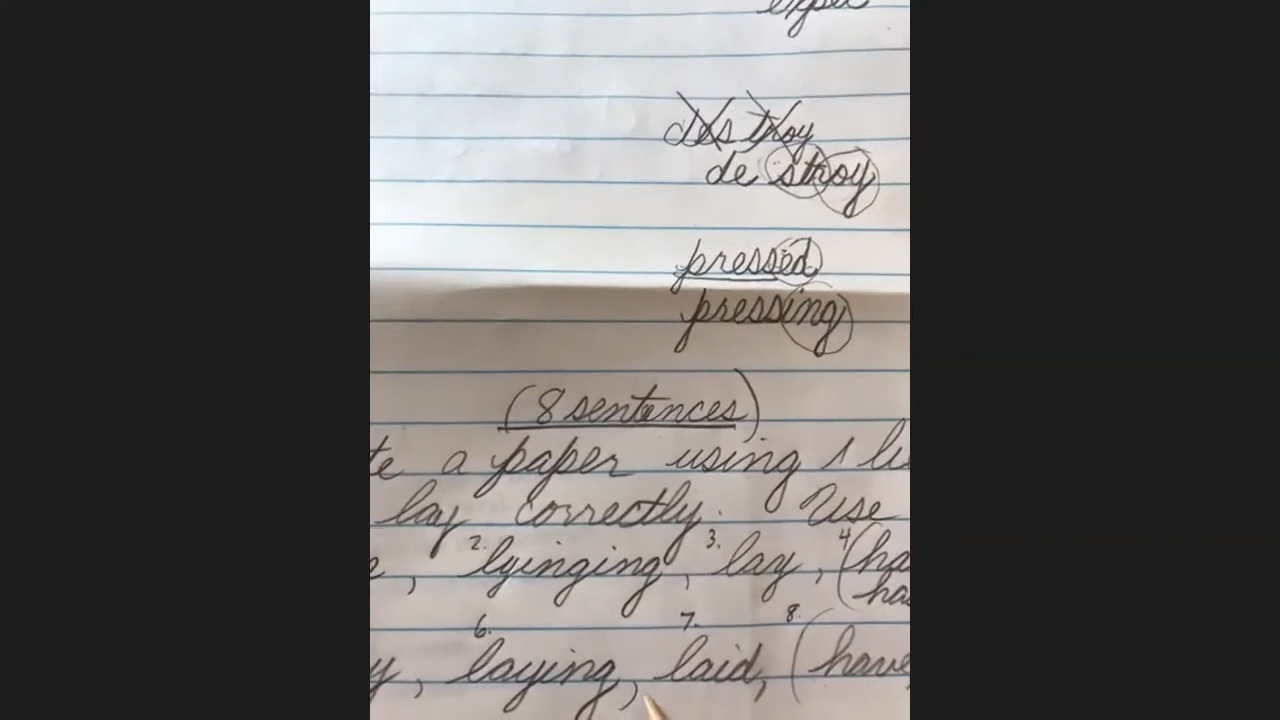 des troy
de stroy
pressed
pressing
(8 sentences)
te a paper using 1 li
lay correctly. Use
, 2. lyinging, 3. lay, 4 (ha
has
y, 6. laying, 7. laid, 8. (have